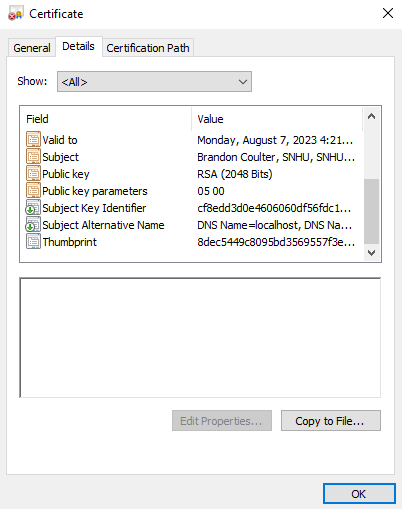 Certificate
General Details Certification Path
Show: <All>
Field Value
Valid to Monday, August 7, 2023 4:21...
Subject Brandon Coulter, SNHU, SNHU...
Public key RSA (2048 Bits)
Public key parameters 05 00
Subject Key Identifier cf8edd3d0e4606060df56fdc1...
Subject Alternative Name DNS Name=localhost, DNS Na...
Thumbprint 8dec5449c8095bd3569557f3e...
Edit Properties... Copy to File...
OK